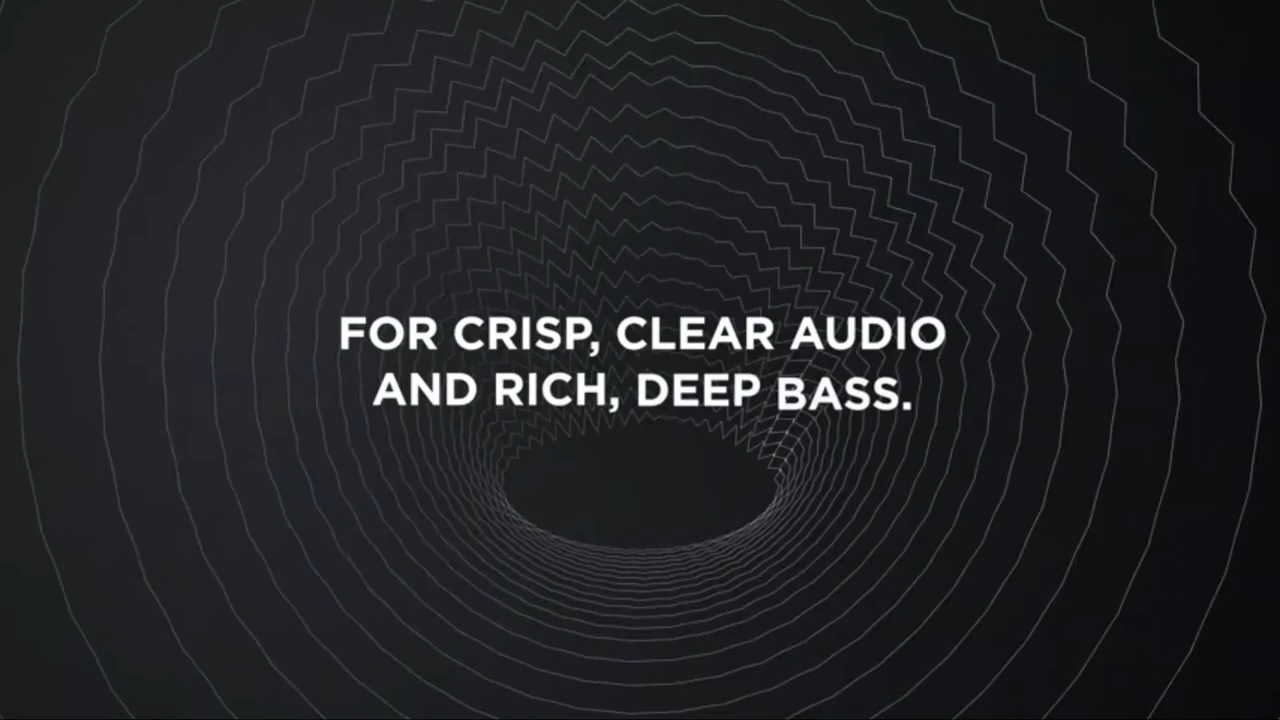 FOR CRISP, CLEAR AUDIO
AND RICH, DEEP BASS.